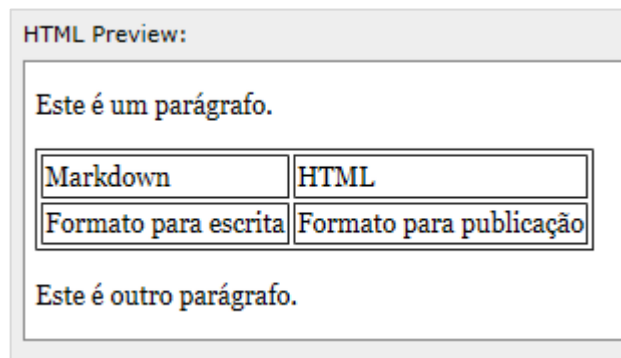 HTML Preview:
Este é um parágrafo.
Markdown HTML
Formato para escrita Formato para publicação
Este é outro parágrafo.